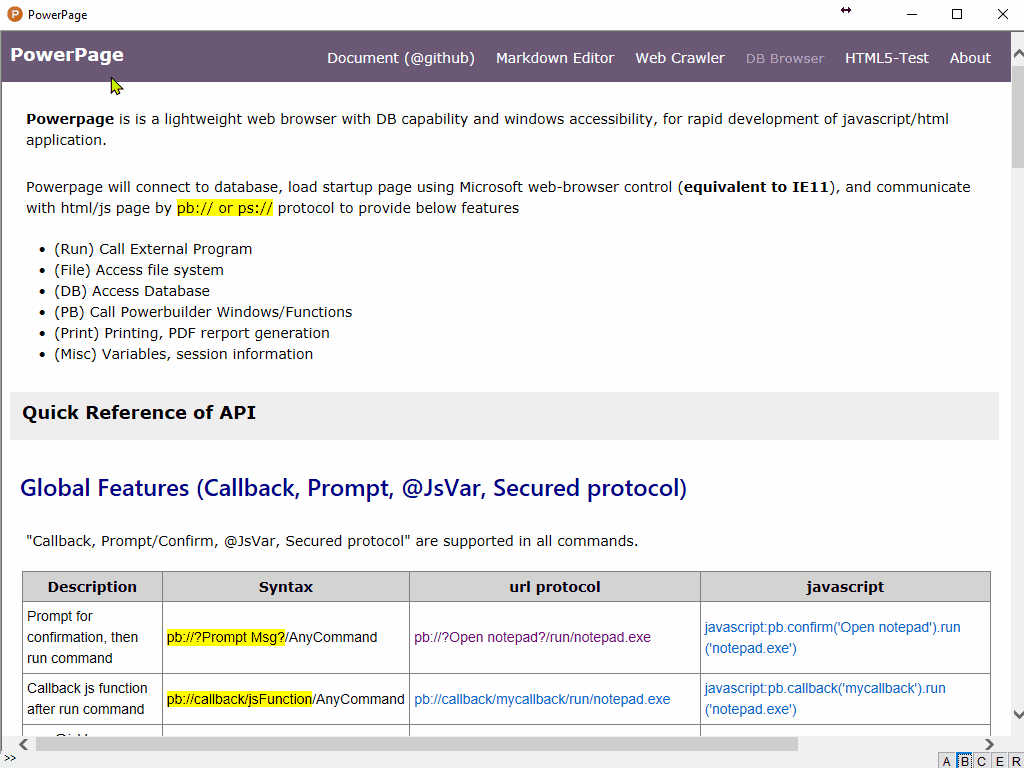 PowerPage
PowerPage
Document (@github) Markdown Editor Web Crawler DB Browser HTML5-Test About
Powerpage is is a lightweight web browser with DB capability and windows accessibility, for rapid development of javascript/html
application.
Powerpage will connect to database, load startup page using Microsoft web-browser control (equivalent to IE11), and communicate
with html/js page by pb:// or ps:// protocol to provide below features
• (Run) Call External Program
• (File) Access file system
• (DB) Access Database
• (PB) Call Powerbuilder Windows/Functions
• (Print) Printing, PDF rerport generation
• (Misc) Variables, session information
Quick Reference of API
Global Features (Callback, Prompt, @JsVar, Secured protocol)
"Callback, Prompt/Confirm, @JsVar, Secured protocol" are supported in all commands.
Description Syntax url protocol javascript
Prompt for
confirmation, then
run command
pb://?Prompt Msg?/AnyCommand
pb://?Open notepad?/run/notepad.exe
javascript:pb.confirm('Open notepad').run
('notepad.exe')
Callback js function
after run command
pb://callback/jsFunction/AnyCommand
pb://callback/mycallback/run/notepad.exe
javascript:pb.callback('mycallback').run
('notepad.exe')
>>
A B C E R